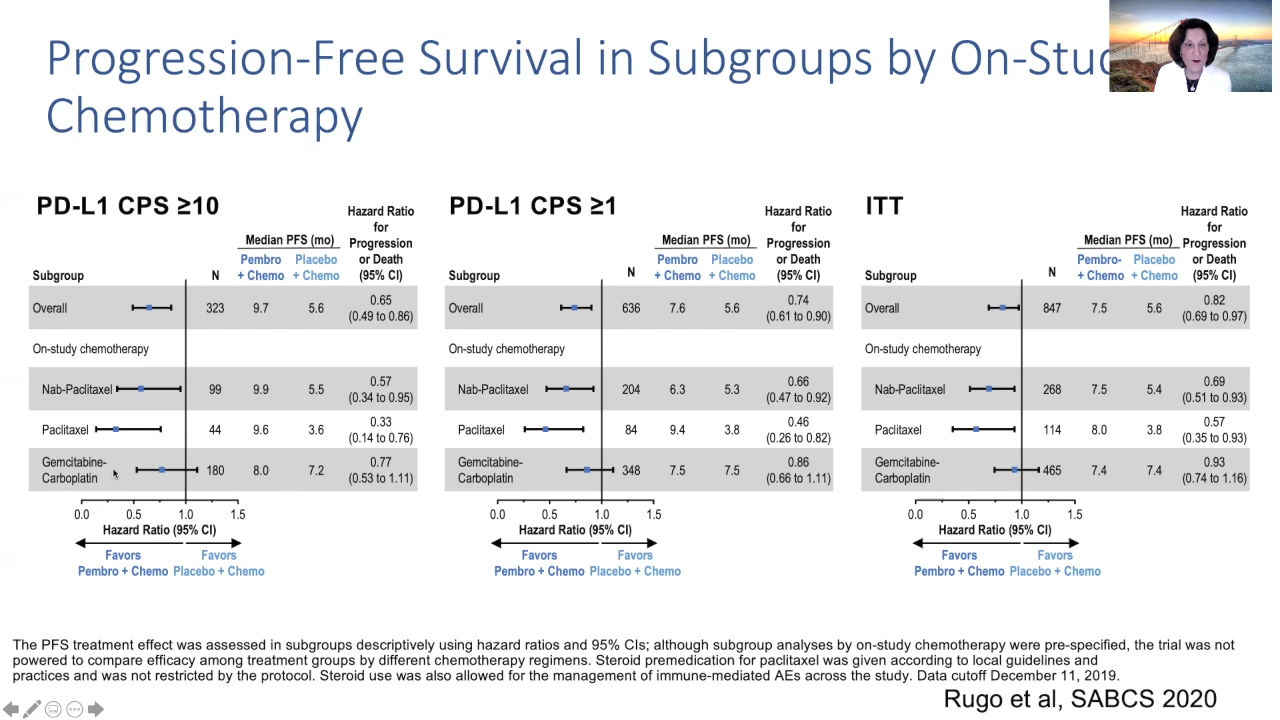 Progression-Free Survival in Subgroups by On-Stu
Chemotherapy
PD-L1 CPS ≥10
Hazard Ratio
for
Progression
or Death
(95% CI)
Median PFS (mo)
Subgroup
N
Pembro
+ Chemo
Placebo
+ Chemo
Overall 323 9.7 5.6 0.65
(0.49 to 0.86)
On-study chemotherapy
Nab-Paclitaxel 99 9.9 5.5 0.57
(0.34 to 0.95)
Paclitaxel 44 9.6 3.6 0.33
(0.14 to 0.76)
Gemcitabine-
Carboplatin 180 8.0 7.2 0.77
(0.53 to 1.11)
0.0 0.5 1.0 1.5
Hazard Ratio (95% CI)
Favors
Pembro + Chemo
Favors
Placebo + Chemo
PD-L1 CPS ≥1
Hazard Ratio
for
Progression
or Death
(95% CI)
Median PFS (mo)
Subgroup
N
Pembro
+ Chemo
Placebo
+ Chemo
Overall 636 7.6 5.6 0.74
(0.61 to 0.90)
On-study chemotherapy
Nab-Paclitaxel 204 6.3 5.3 0.66
(0.47 to 0.92)
Paclitaxel 84 9.4 3.8 0.46
(0.26 to 0.82)
Gemcitabine-
Carboplatin 348 7.5 7.5 0.86
(0.66 to 1.11)
0.0 0.5 1.0 1.5
Hazard Ratio (95% CI)
Favors
Pembro + Chemo
Favors
Placebo + Chemo
ITT
Hazard Ratio
for
Progression
or Death
(95% CI)
Median PFS (mo)
Subgroup
N
Pembro-
+ Chemo
Placebo
+ Chemo
Overall 847 7.5 5.6 0.82
(0.69 to 0.97)
On-study chemotherapy
Nab-Paclitaxel 268 7.5 5.4 0.69
(0.51 to 0.93)
Paclitaxel 114 8.0 3.8 0.57
(0.35 to 0.93)
Gemcitabine-
Carboplatin 465 7.4 7.4 0.93
(0.74 to 1.16)
0.0 0.5 1.0 1.5
Hazard Ratio (95% CI)
Favors
Pembro + Chemo
Favors
Placebo + Chemo
The PFS treatment effect was assessed in subgroups descriptively using hazard ratios and 95% CIs; although subgroup analyses by on-study chemotherapy were pre-specified, the trial was not
powered to compare efficacy among treatment groups by different chemotherapy regimens. Steroid premedication for paclitaxel was given according to local guidelines and
practices and was not restricted by the protocol. Steroid use was also allowed for the management of immune-mediated AEs across the study. Data cutoff December 11, 2019.
Rugo et al, SABCS 2020